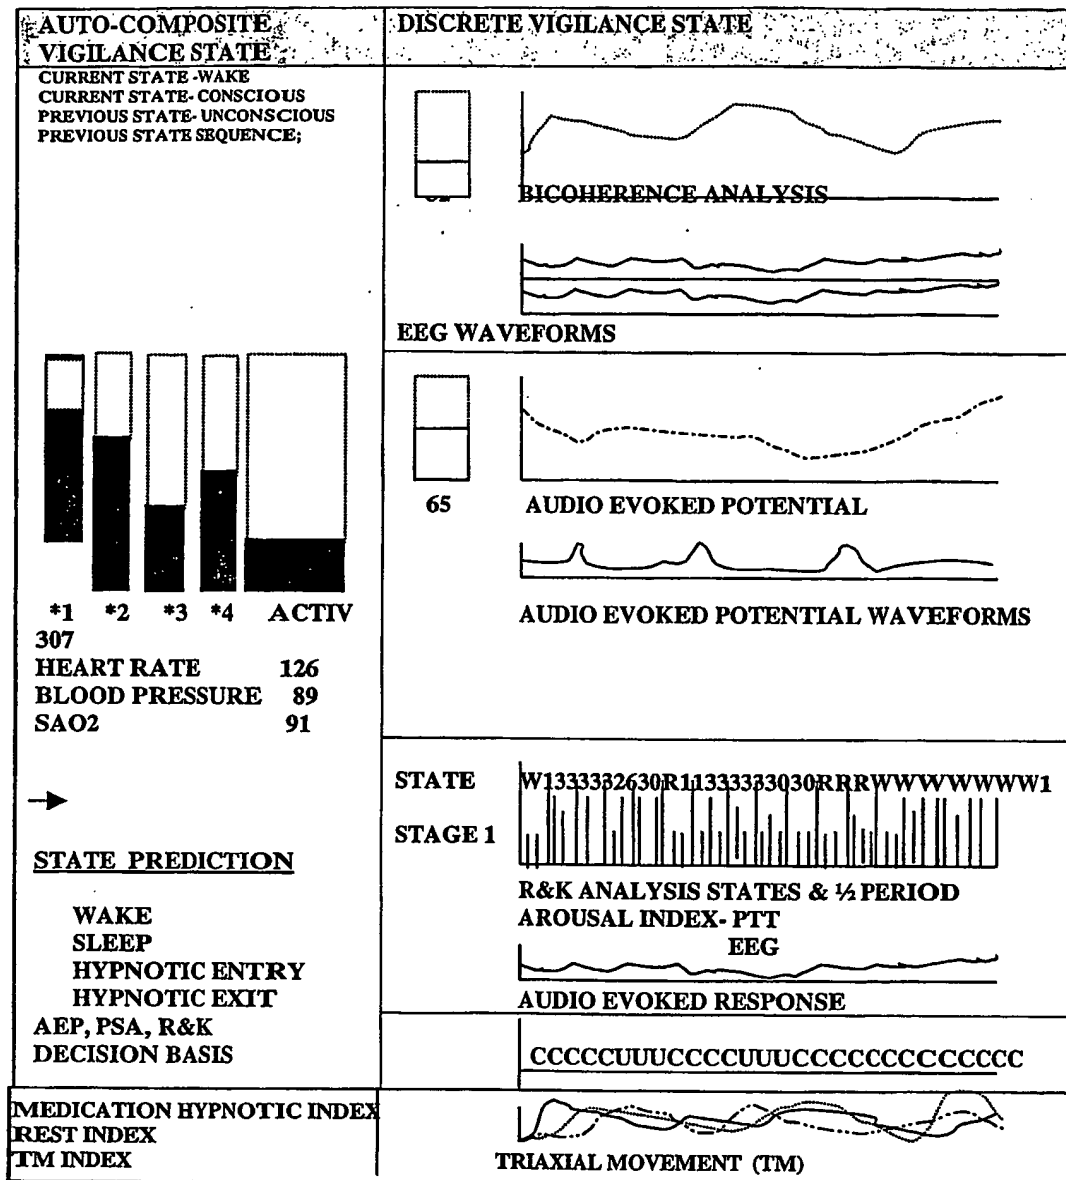 AUTO-COMPOSITE
VIGILANCE STATE
CURRENT STATE -WAKE
CURRENT STATE- CONSCIOUS
PREVIOUS STATE- UNCONSCIOUS
PREVIOUS STATE SEQUENCE;
*1 *2 *3 *4 ACTIV
307
HEART RATE 126
BLOOD PRESSURE 89
SAO2 91
STATE PREDICTION
WAKE
SLEEP
HYPNOTIC ENTRY
HYPNOTIC EXIT
AEP, PSA, R&K
DECISION BASIS
MEDICATION HYPNOTIC INDEX
REST INDEX
TM INDEX
DISCRETE VIGILANCE STATE
BICOHERENCE ANALYSIS
EEG WAVEFORMS
65 AUDIO EVOKED POTENTIAL
AUDIO EVOKED POTENTIAL WAVEFORMS
STATE W1333332630R11333333030RRRWWWWWWW1
STAGE 1
R&K ANALYSIS STATES & ½ PERIOD
AROUSAL INDEX- PTT
EEG
AUDIO EVOKED RESPONSE
CCCCCUUUCCCCUUUCCCCCCCCCCCCCC
TRIAXIAL MOVEMENT (TM)